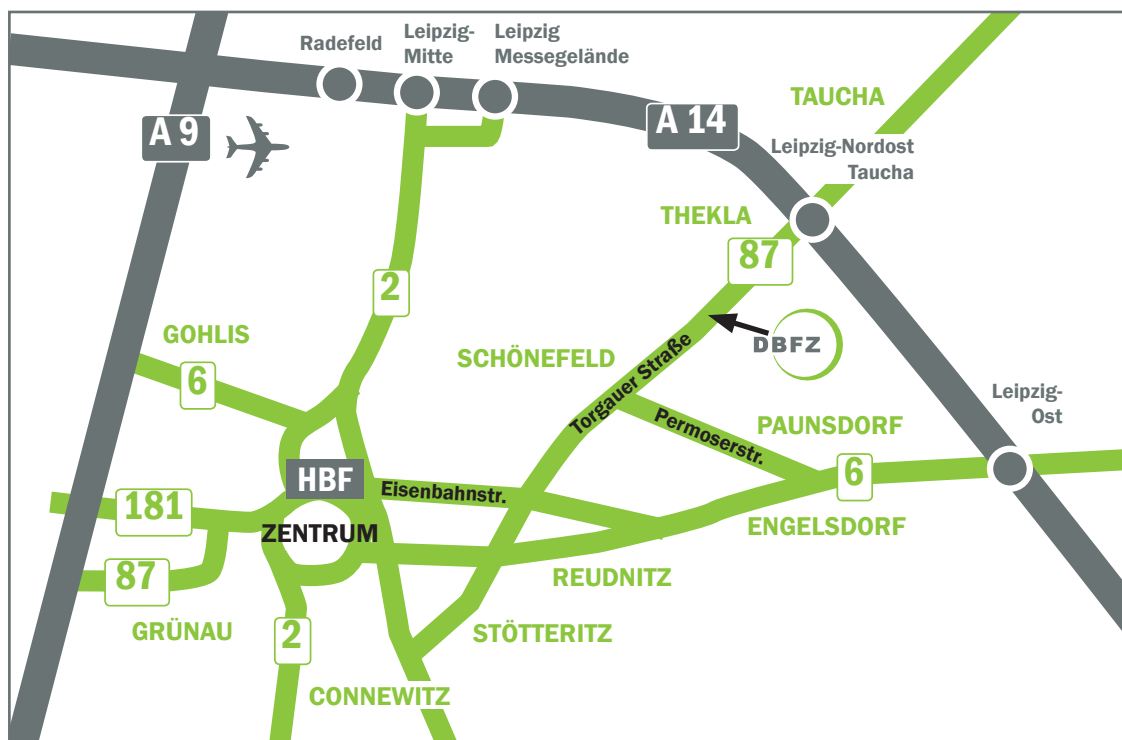 Radefeld
Leipzig-
Mitte
Leipzig
Messegelände
TAUCHA
A 9
A 14
Leipzig-Nordost
Taucha
THEKLA
87
2
GOHLIS
6
SCHÖNEFELD
DBFZ
Torgauer Straße
Permoserstr.
Leipzig-
Ost
PAUNSDORF
6
HBF
Eisenbahnstr.
181
ZENTRUM
ENGELSDORF
87
REUDNITZ
GRÜNAU
2
STÖTTERITZ
CONNEWITZ